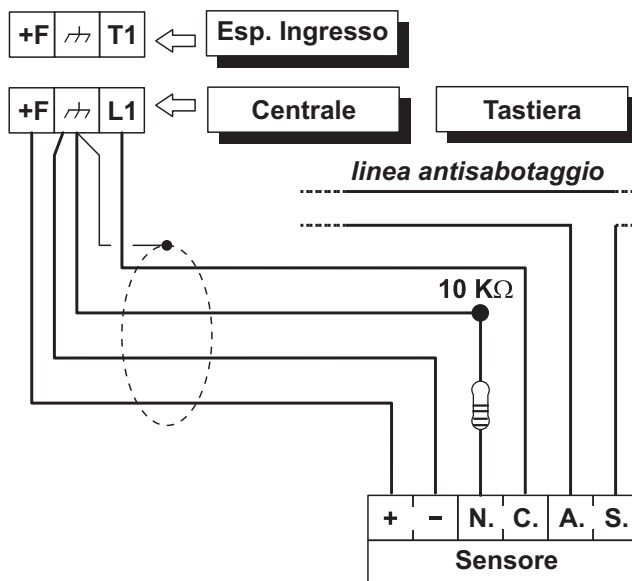 +F T1 Esp. Ingresso
+F L1 Centrale Tastiera
linea antisabotaggio
10 KΩ
+ − N. C. A. S.
Sensore